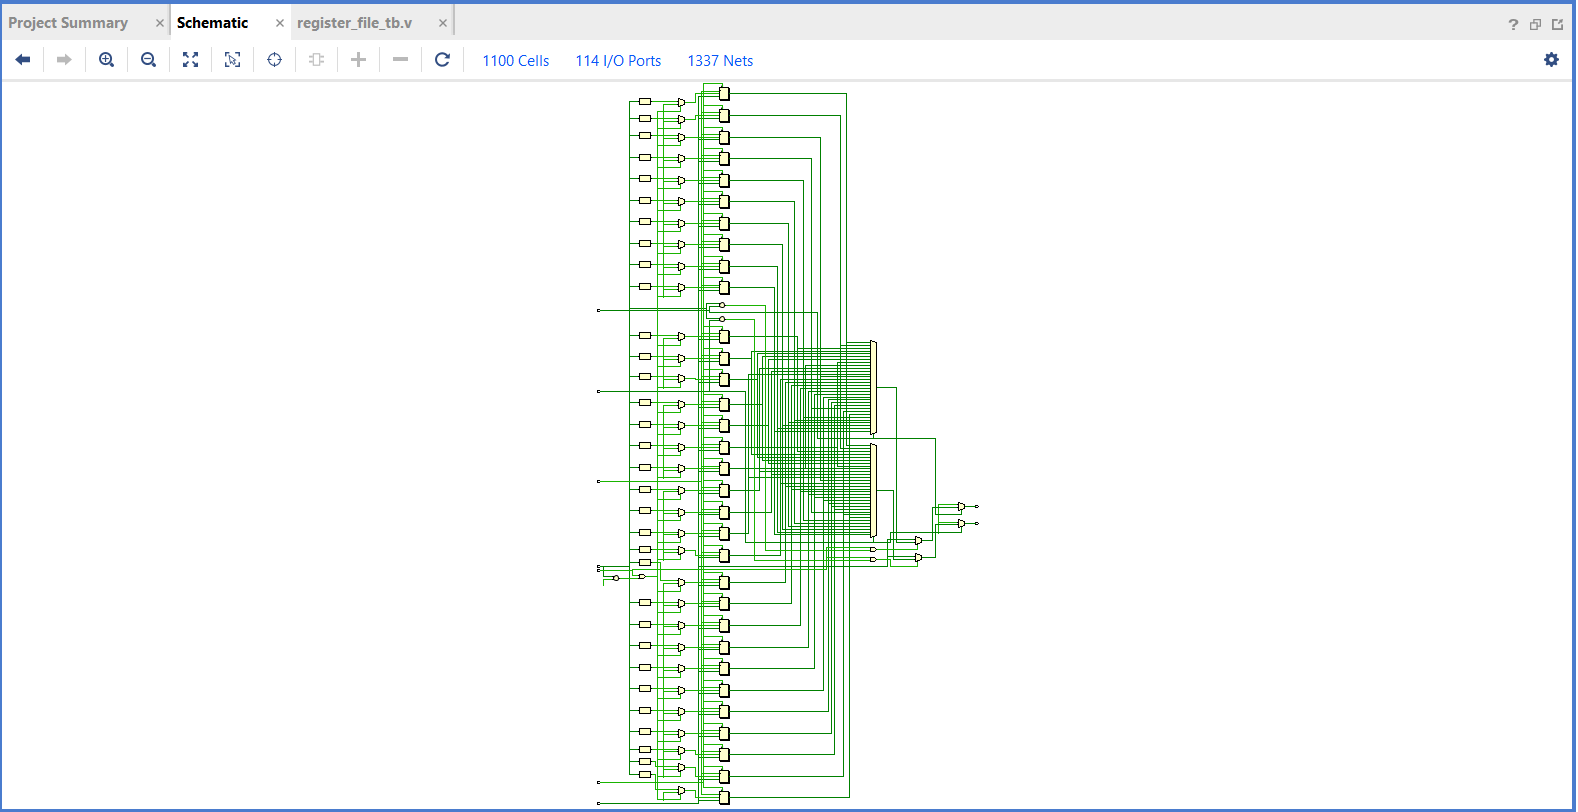 Project Summary × Schematic × register_file_tb.v × ?
1100 Cells 114 I/O Ports 1337 Nets